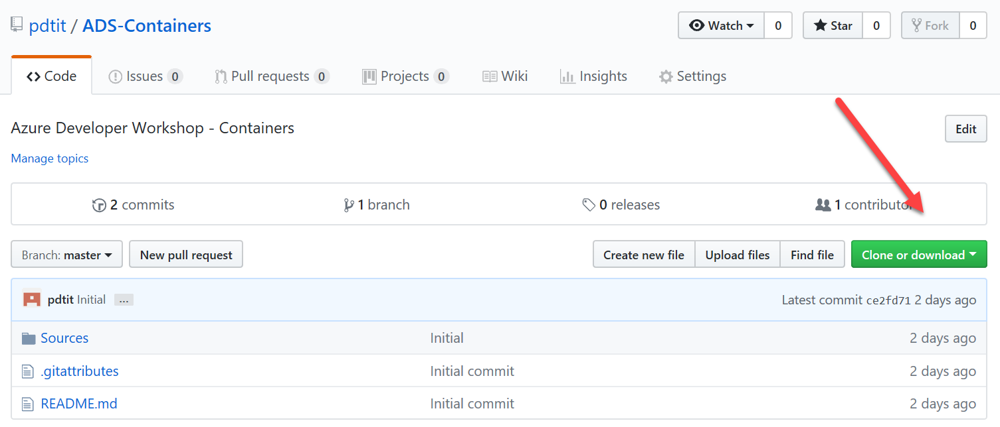 pdtit / ADS-Containers Watch 0 Star 0 Fork 0
Code Issues 0 Pull requests 0 Projects 0 Wiki Insights Settings
Azure Developer Workshop - Containers Edit
Manage topics
2 commits 1 branch 0 releases 1 contributor
Branch: master New pull request Create new file Upload files Find file Clone or download
pdtit Initial ... Latest commit ce2fd71 2 days ago
Sources Initial 2 days ago
.gitattributes Initial commit 2 days ago
README.md Initial commit 2 days ago